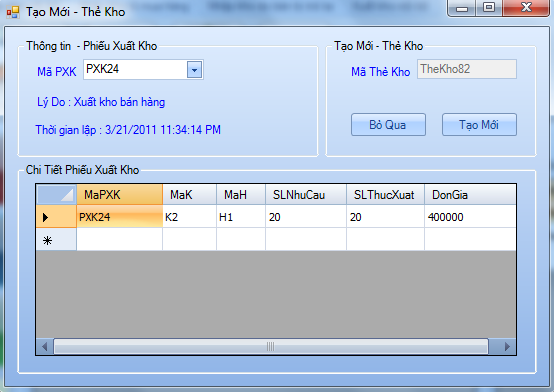 Tạo Mới - Thẻ Kho
Thông tin - Phiếu Xuất Kho
Mã PXK PXK24
Lý Do : Xuất kho bán hàng
Thời gian lập : 3/21/2011 11:34:14 PM
Tạo Mới - Thẻ Kho
Mã Thẻ Kho TheKho82
Bỏ Qua Tạo Mới
Chi Tiết Phiếu Xuất Kho
MaPXK MaK MaH SLNhuCau SLThucXuat DonGia
PXK24 K2 H1 20 20 400000